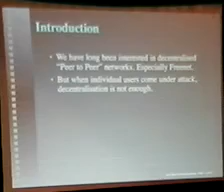 Introduction
We have long been interested in decentralised
"Peer to Peer" networks. Especially Freenet.
But when individual users come under attack,
decentralisation is not enough.